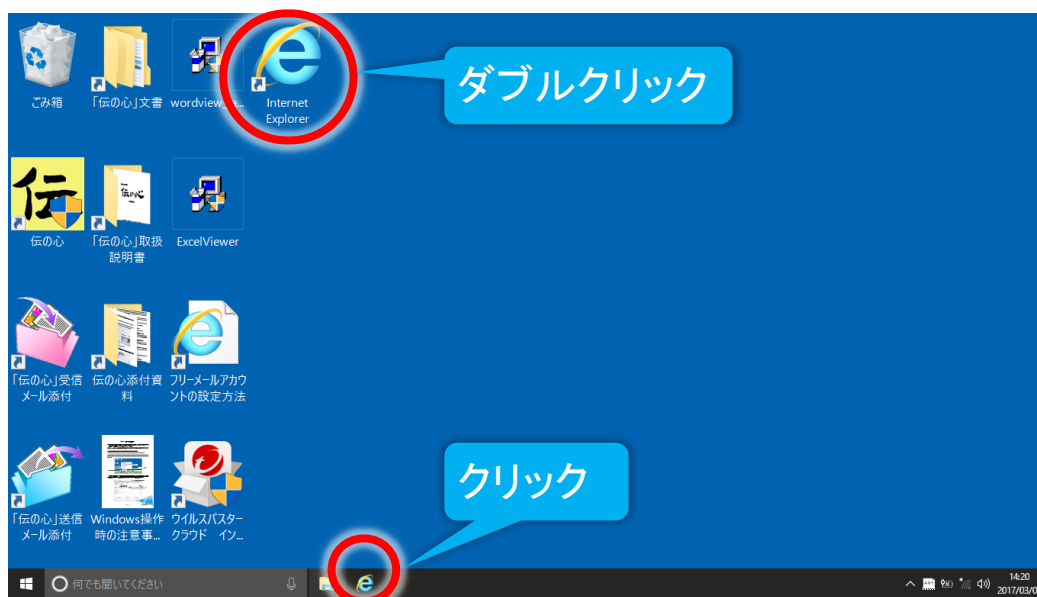 ごみ箱
「伝の心」文書
wordview_
Internet
Explorer
ダブルクリック
伝の心
「伝の心」取扱
説明書
ExcelViewer
「伝の心」受信
メール添付
伝の心添付資
料
フリーメールアカウ
ントの設定方法
「伝の心」送信
メール添付
Windows操作
時の注意事...
ウイルスバスター
クラウド イン...
クリック
何でも聞いてください
14:20
2017/03/0